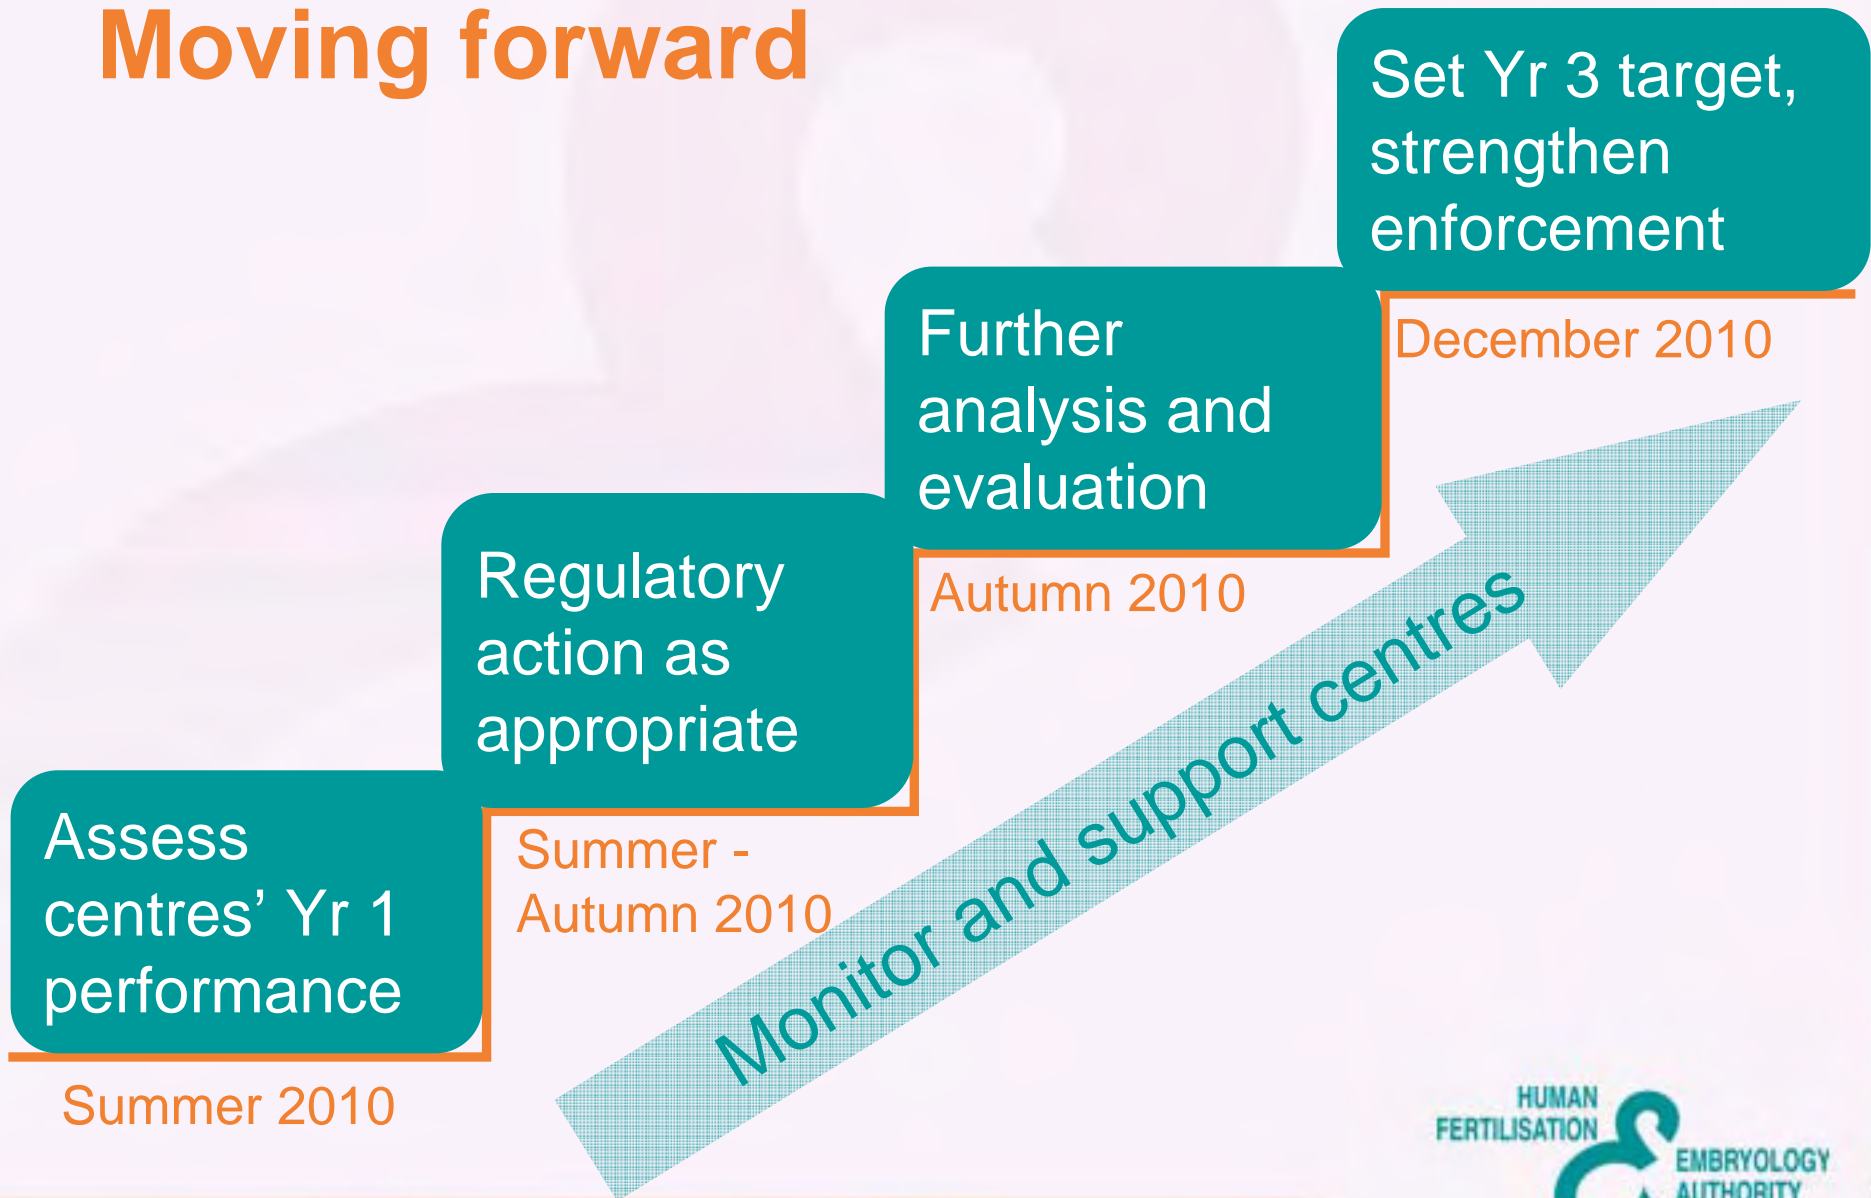 Moving forward
Set Yr 3 target,
strengthen
enforcement
December 2010
Further
analysis and
evaluation
Autumn 2010
Regulatory
action as
appropriate
Summer -
Autumn 2010
Assess
centres’ Yr 1
performance
Summer 2010
Monitor and support centres
HUMAN
FERTILISATION
EMBRYOLOGY
AUTHORITY